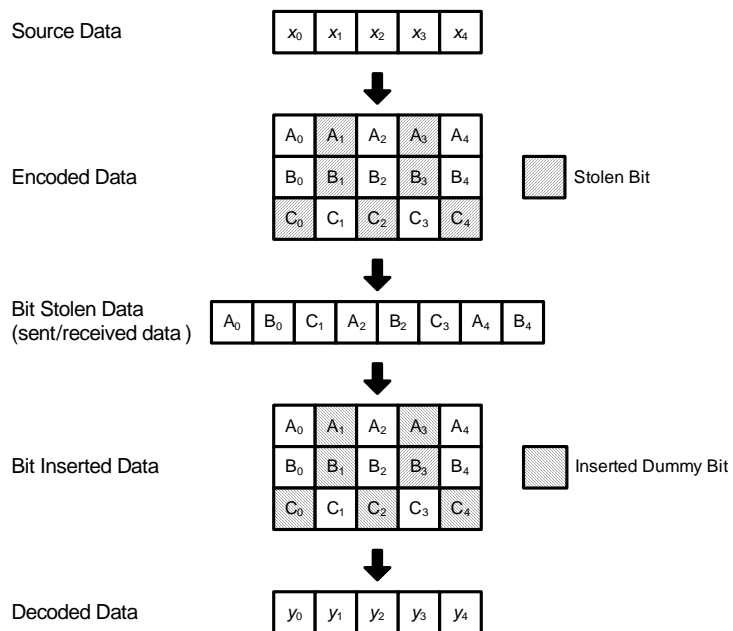 Source Data
x₀ x₁ x₂ x₃ x₄
A₀ A₁ A₂ A₃ A₄
Encoded Data B₀ B₁ B₂ B₃ B₄ Stolen Bit
C₀ C₁ C₂ C₃ C₄
Bit Stolen Data
(sent/received data )
A₀ B₀ C₁ A₂ B₂ C₃ A₄ B₄
A₀ A₁ A₂ A₃ A₄
Bit Inserted Data B₀ B₁ B₂ B₃ B₄ Inserted Dummy Bit
C₀ C₁ C₂ C₃ C₄
Decoded Data
y₀ y₁ y₂ y₃ y₄